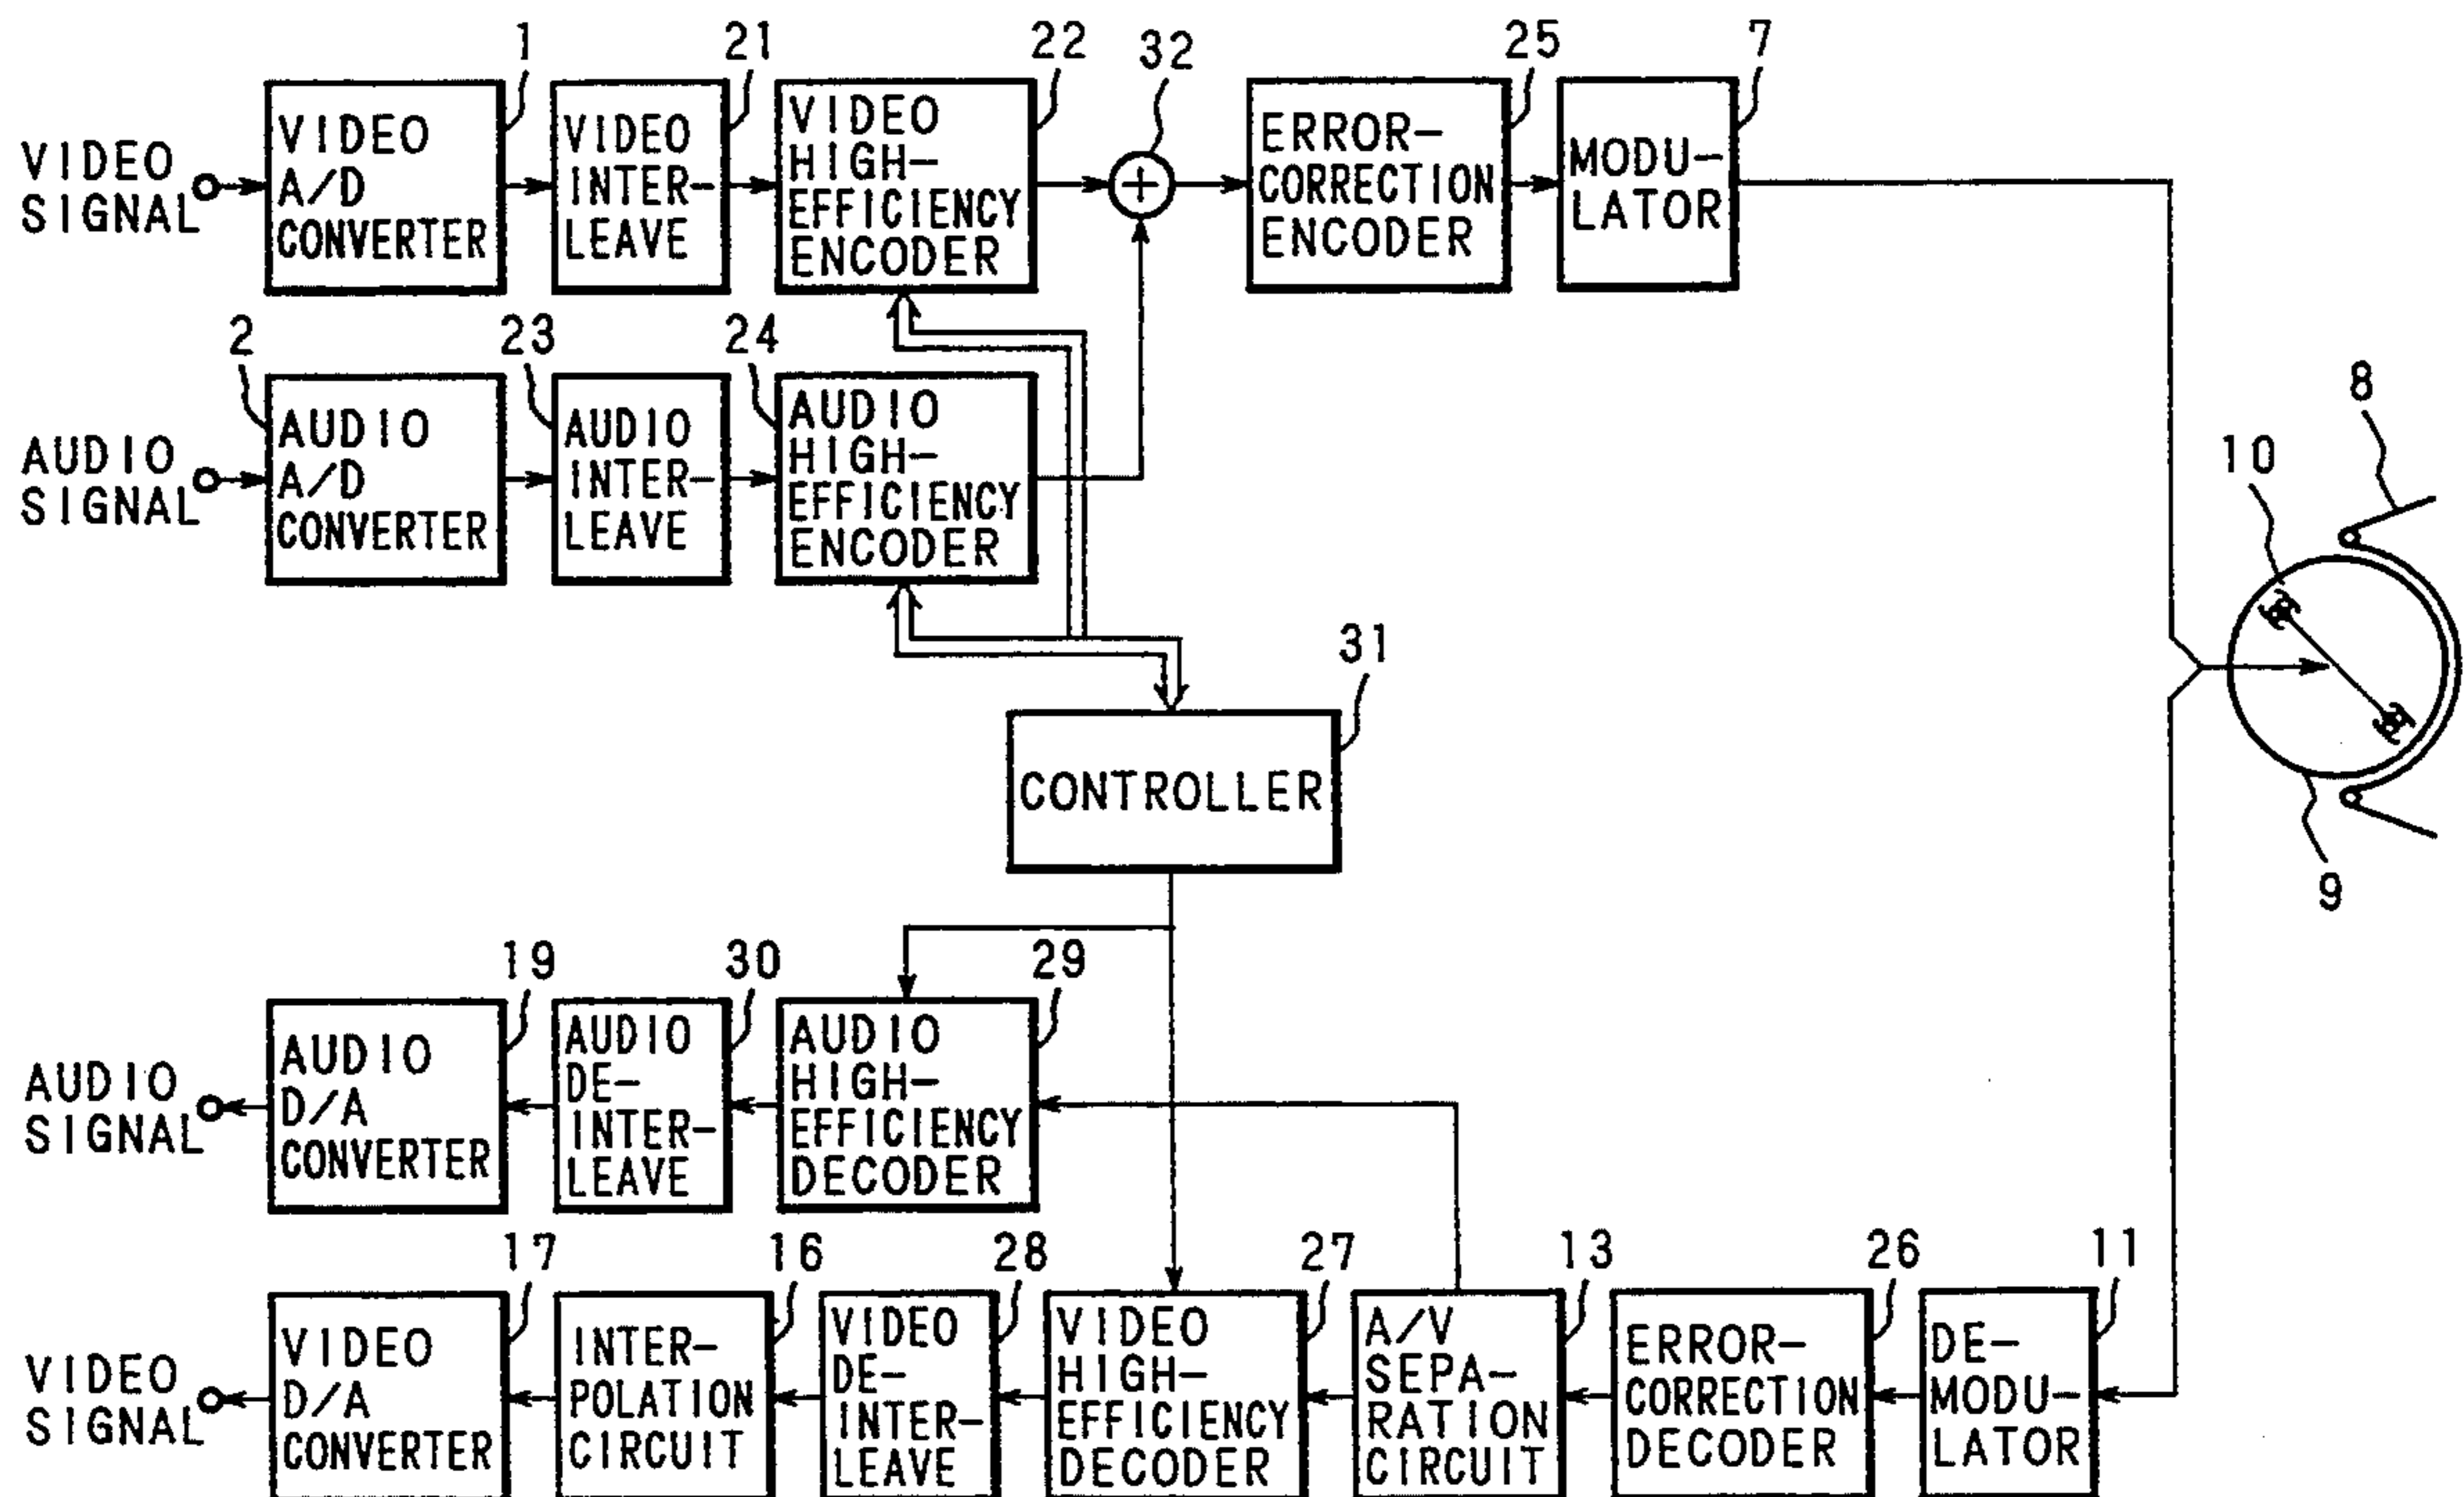 1
21
22
32
25
7
VIDEO
SIGNAL
VIDEO
A/D
CONVERTER
VIDEO
INTER-
LEAVE
VIDEO
HIGH-
EFFICIENCY
ENCODER
+
ERROR-
CORRECTION
ENCODER
MODU-
LATOR
2
23
24
AUDIO
SIGNAL
AUDIO
A/D
CONVERTER
AUDIO
INTER-
LEAVE
AUDIO
HIGH-
EFFICIENCY
ENCODER
8
10
9
31
CONTROLLER
19
30
29
AUDIO
SIGNAL
AUDIO
D/A
CONVERTER
AUDIO
DE-
INTER-
LEAVE
AUDIO
HIGH-
EFFICIENCY
DECODER
17
16
28
27
13
26
11
VIDEO
SIGNAL
VIDEO
D/A
CONVERTER
INTER-
POLATION
CIRCUIT
VIDEO
DE-
INTER-
LEAVE
VIDEO
HIGH-
EFFICIENCY
DECODER
A/V
SEPA-
RATION
CIRCUIT
ERROR-
CORRECTION
DECODER
DE-
MODU-
LATOR